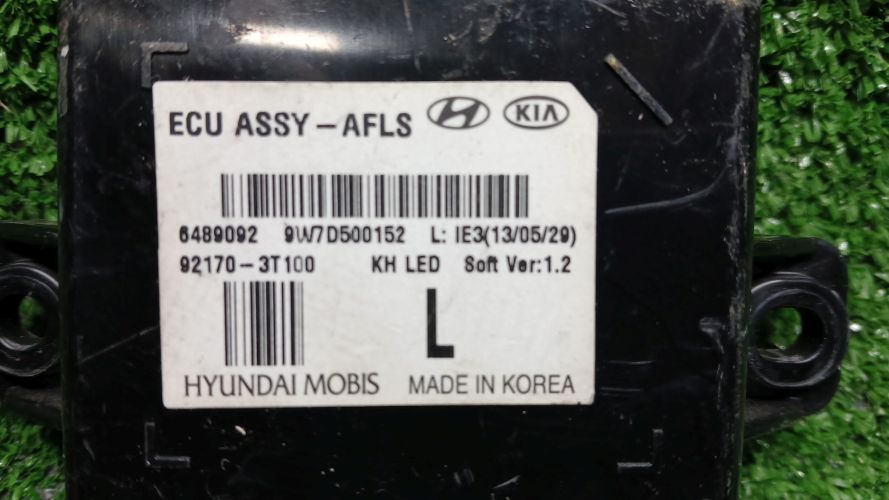 ECU ASSY-AFLS KIA
6489092 9W7D500152 L: IE3(13/05/29)
92170-3T100 KH LED Soft Ver:1.2
L
HYUNDAI MOBIS MADE IN KOREA